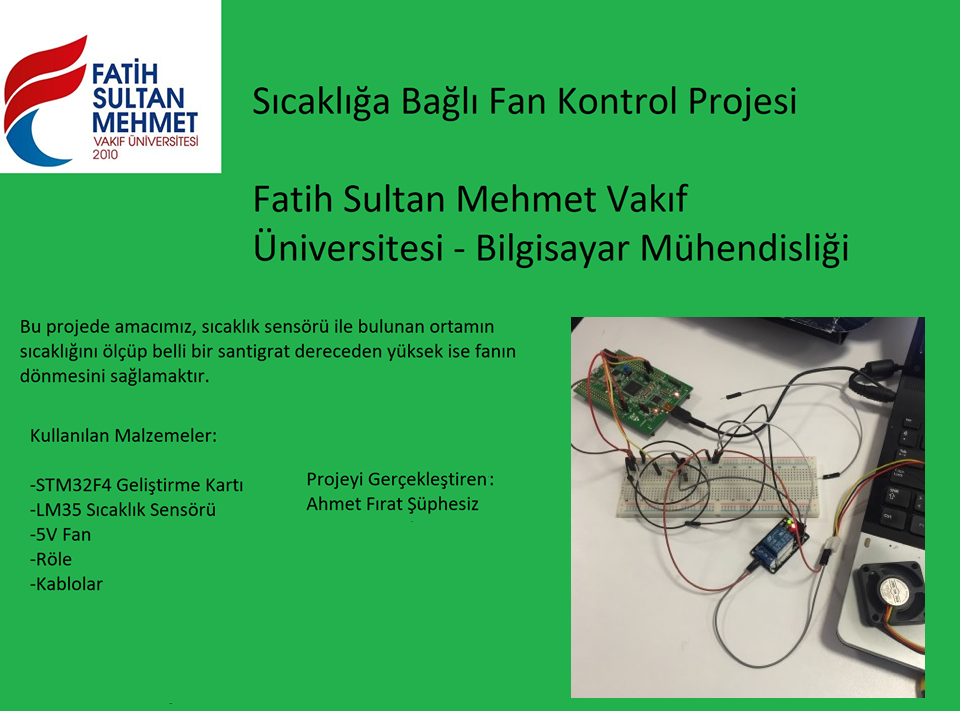 FATİH
SULTAN
MEHMET
VAKIF ÜNİVERSİTESİ
2010
Sıcaklığa Bağlı Fan Kontrol Projesi
Fatih Sultan Mehmet Vakıf
Üniversitesi - Bilgisayar Mühendisliği
Bu projede amacımız, sıcaklık sensörü ile bulunan ortamın
sıcaklığını ölçüp belli bir santigrat dereceden yüksek ise fanın
dönmesini sağlamaktır.
Kullanılan Malzemeler:
-STM32F4 Geliştirme Kartı
-LM35 Sıcaklık Sensörü
-5V Fan
-Röle
-Kablolar
Projeyi Gerçekleştiren:
Ahmet Fırat Şüphesiz